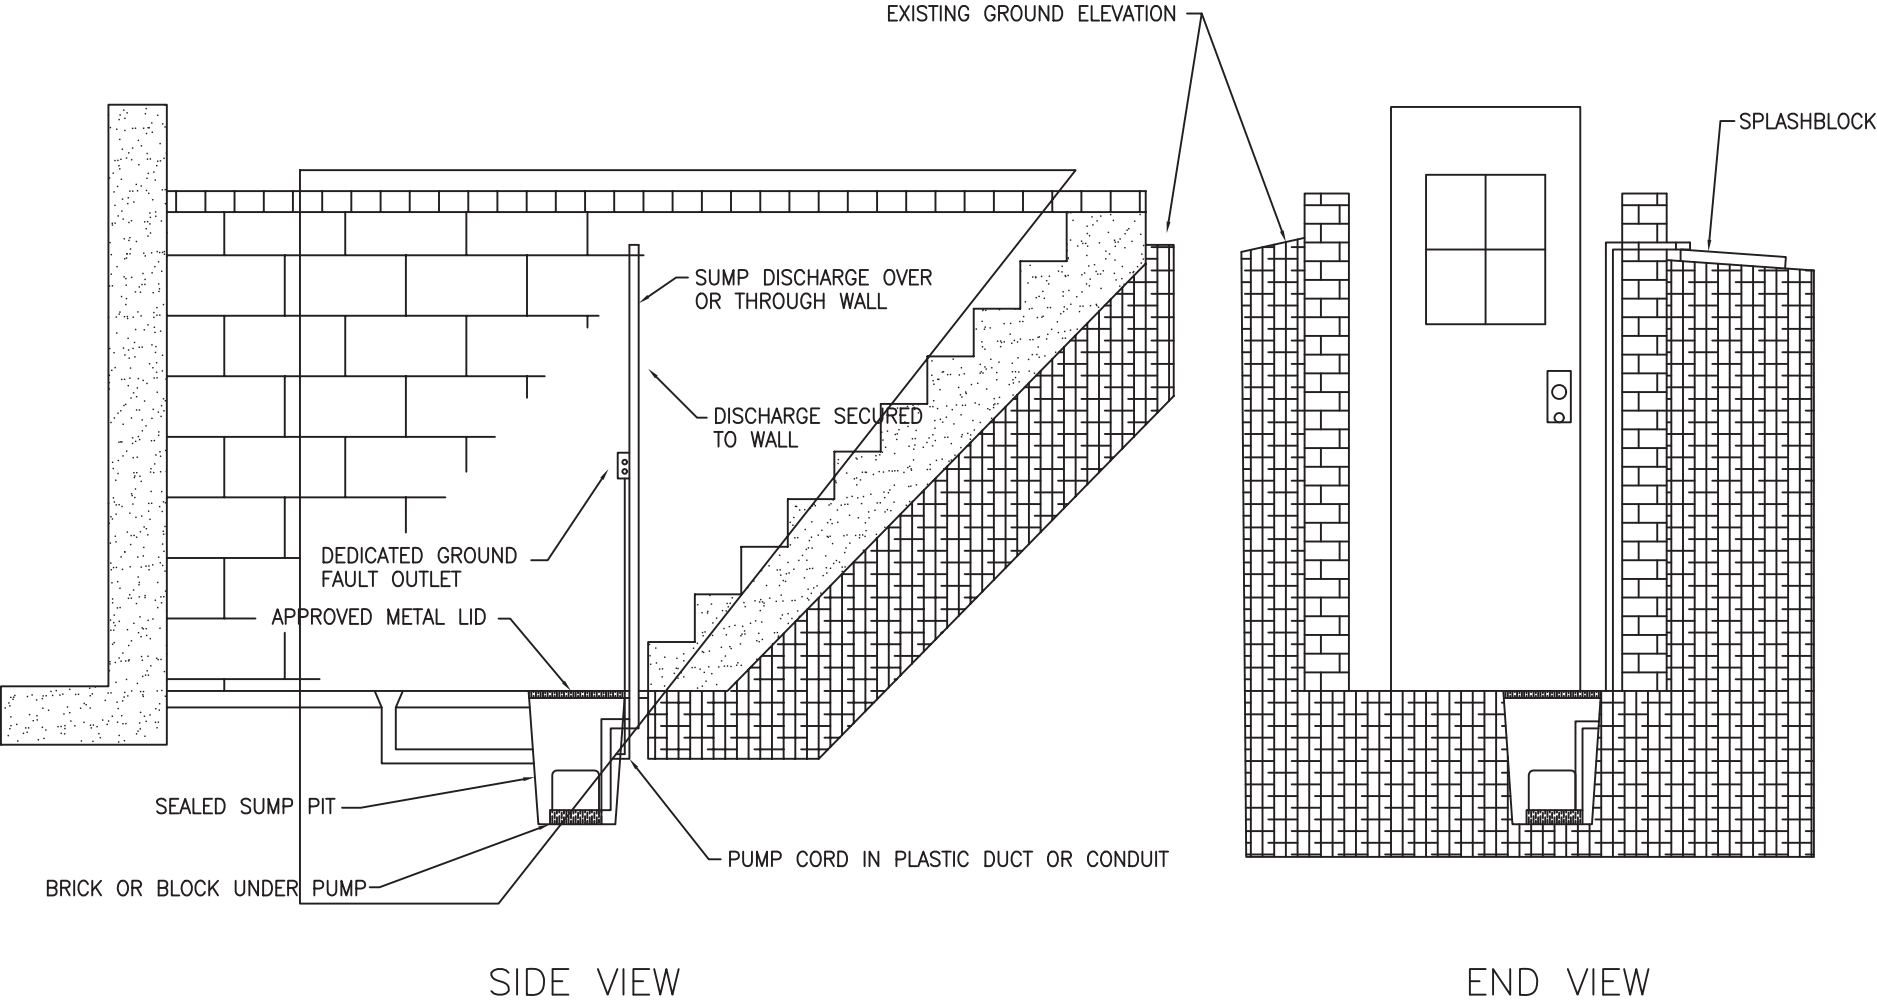 EXISTING GROUND ELEVATION
SPLASHBLOCK
SUMP DISCHARGE OVER
OR THROUGH WALL
DISCHARGE SECURED
TO WALL
DEDICATED GROUND
FAULT OUTLET
APPROVED METAL LID
SEALED SUMP PIT
PUMP CORD IN PLASTIC DUCT OR CONDUIT
BRICK OR BLOCK UNDER PUMP
SIDE VIEW
END VIEW